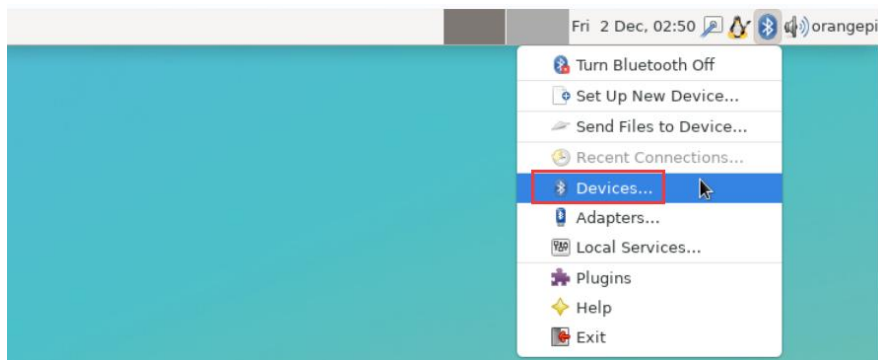 Fri 2 Dec, 02:50 orangepi
Turn Bluetooth Off
Set Up New Device...
Send Files to Device...
Recent Connections...
Devices...
Adapters...
Local Services...
Plugins
Help
Exit